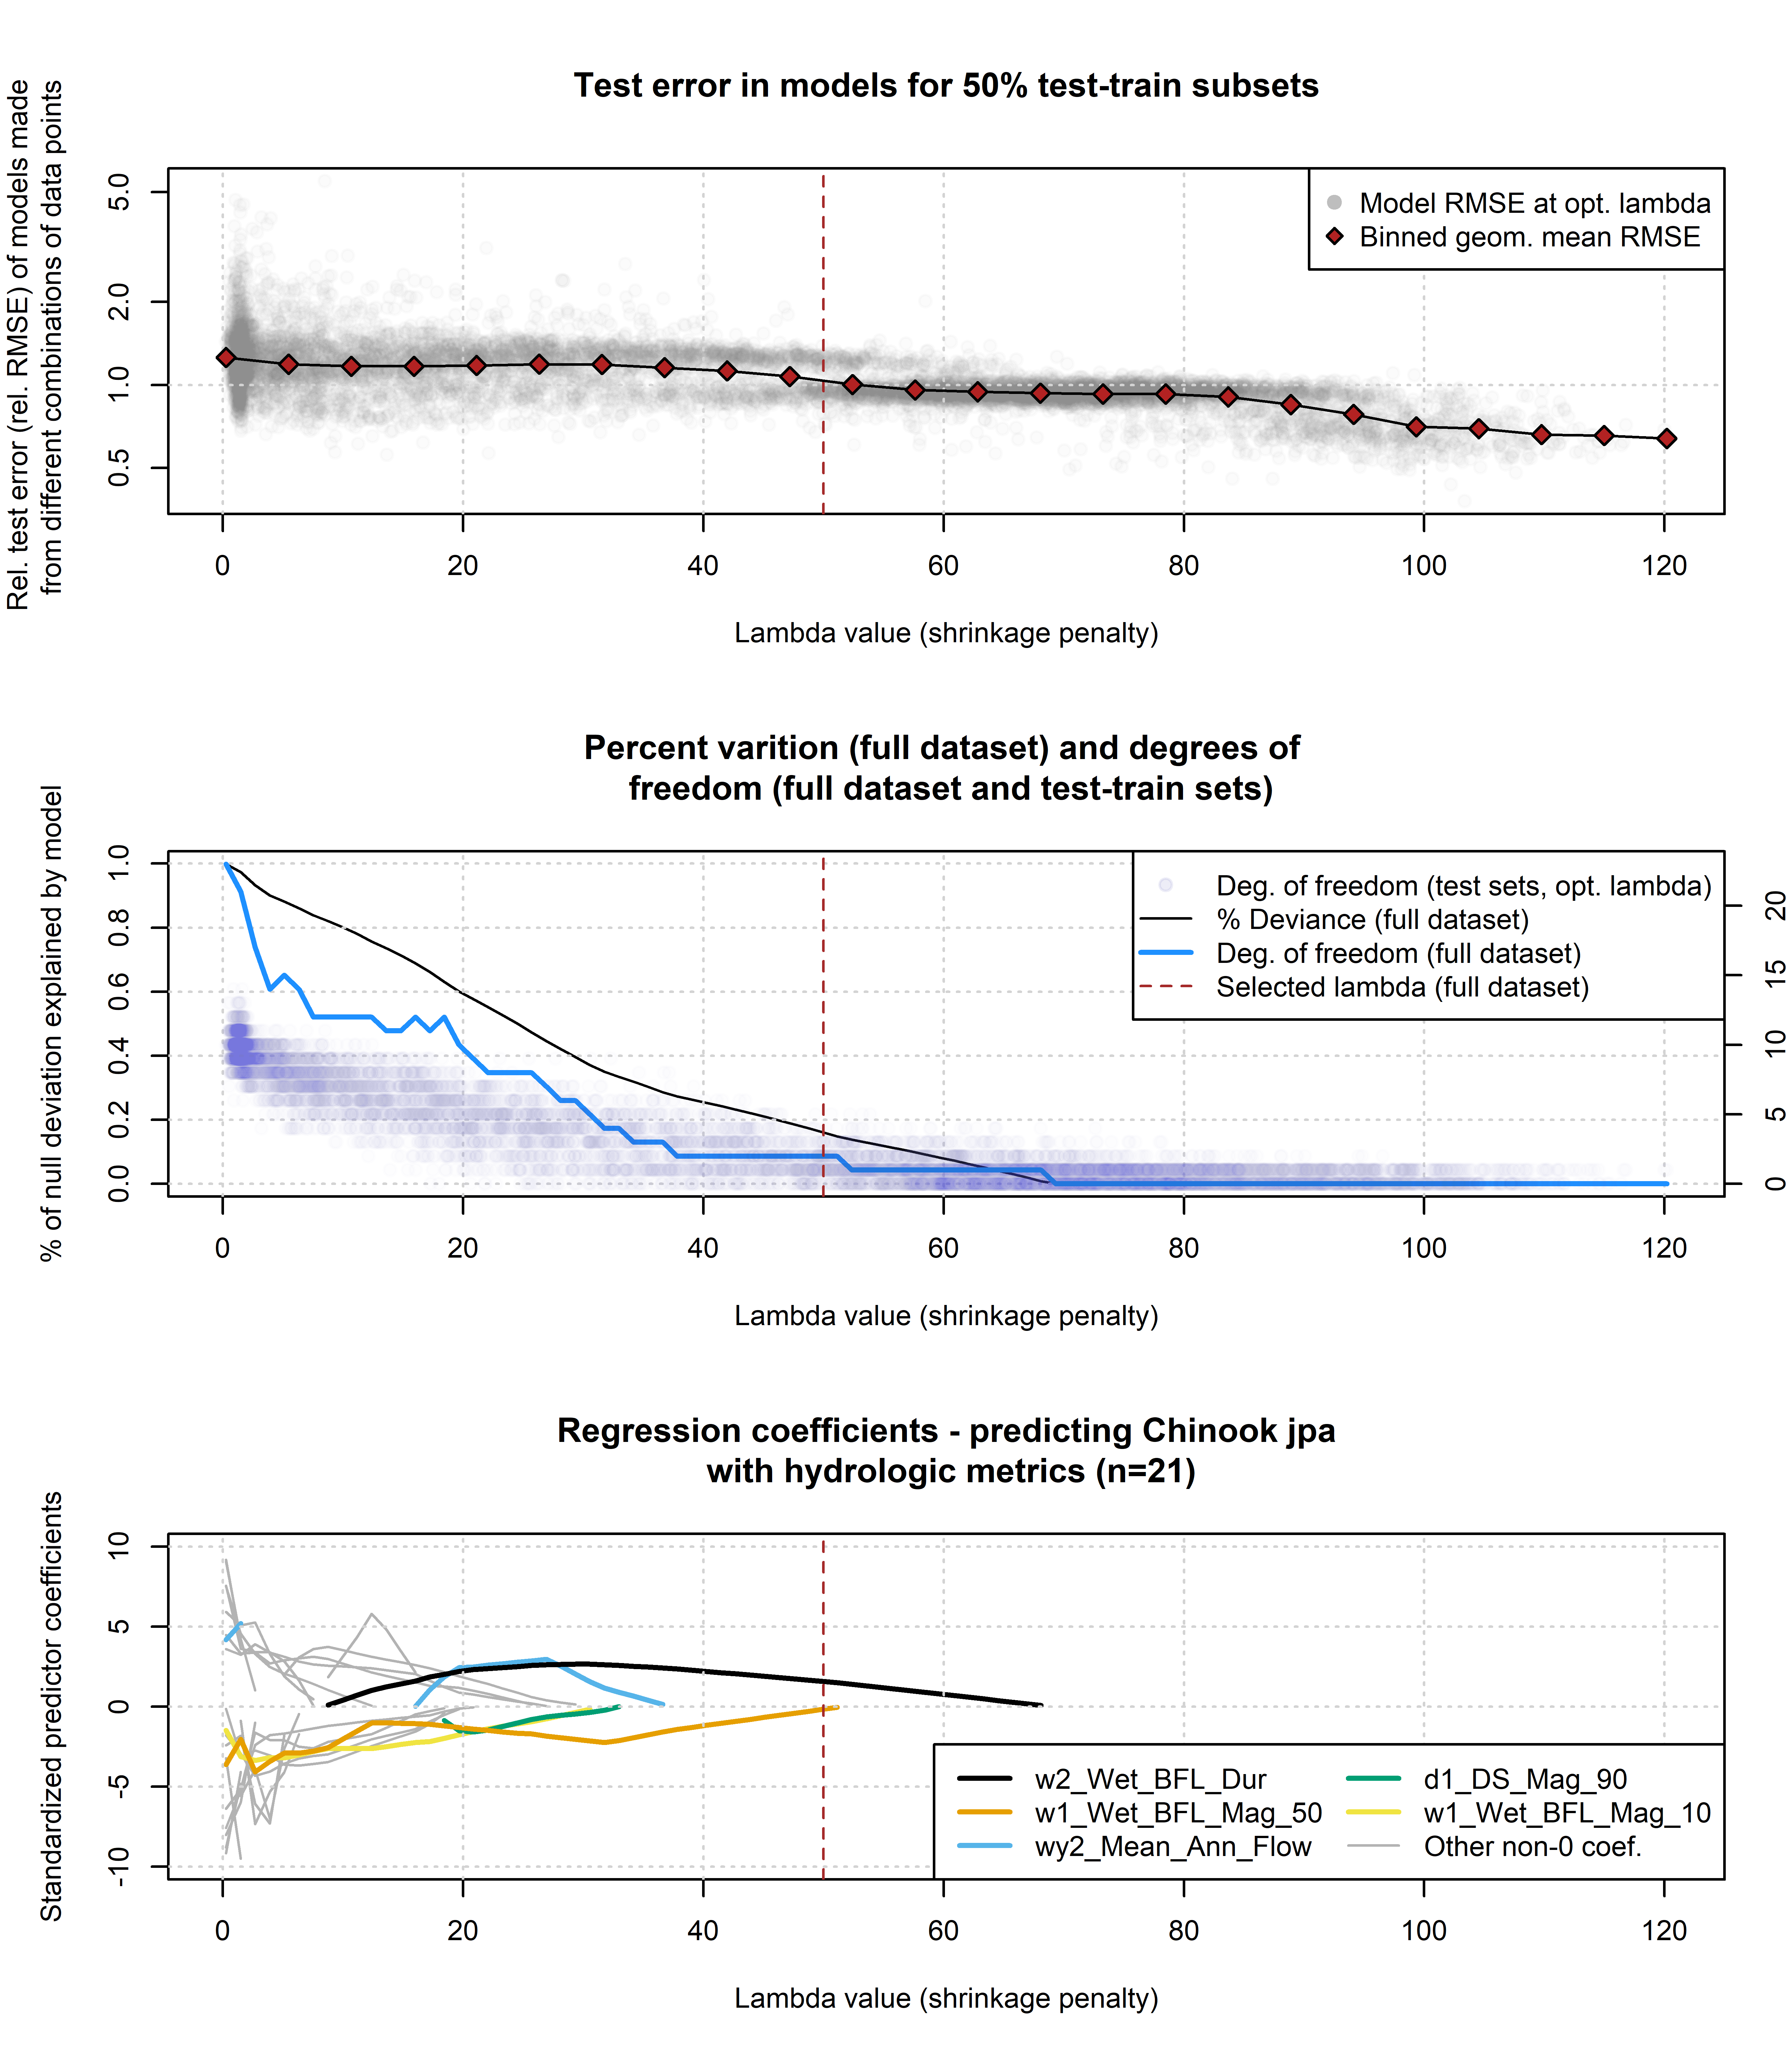 Test error in models for 50% test-train subsets
Rel. test error (rel. RMSE) of models made
from different combinations of data points
5.0
2.0
1.0
0.5
Model RMSE at opt. lambda
Binned geom. mean RMSE
0 20 40 60 80 100 120
Lambda value (shrinkage penalty)
Percent varition (full dataset) and degrees of
freedom (full dataset and test-train sets)
% of null deviation explained by model
1.0
0.8
0.6
0.4
0.2
0.0
Deg. of freedom (test sets, opt. lambda)
% Deviance (full dataset)
Deg. of freedom (full dataset)
Selected lambda (full dataset)
20
15
10
5
0
0 20 40 60 80 100 120
Lambda value (shrinkage penalty)
Regression coefficients - predicting Chinook jpa
with hydrologic metrics (n=21)
Standardized predictor coefficients
10
5
0
-5
-10
w2_Wet_BFL_Dur
w1_Wet_BFL_Mag_50
wy2_Mean_Ann_Flow
d1_DS_Mag_90
w1_Wet_BFL_Mag_10
Other non-0 coef.
0 20 40 60 80 100 120
Lambda value (shrinkage penalty)